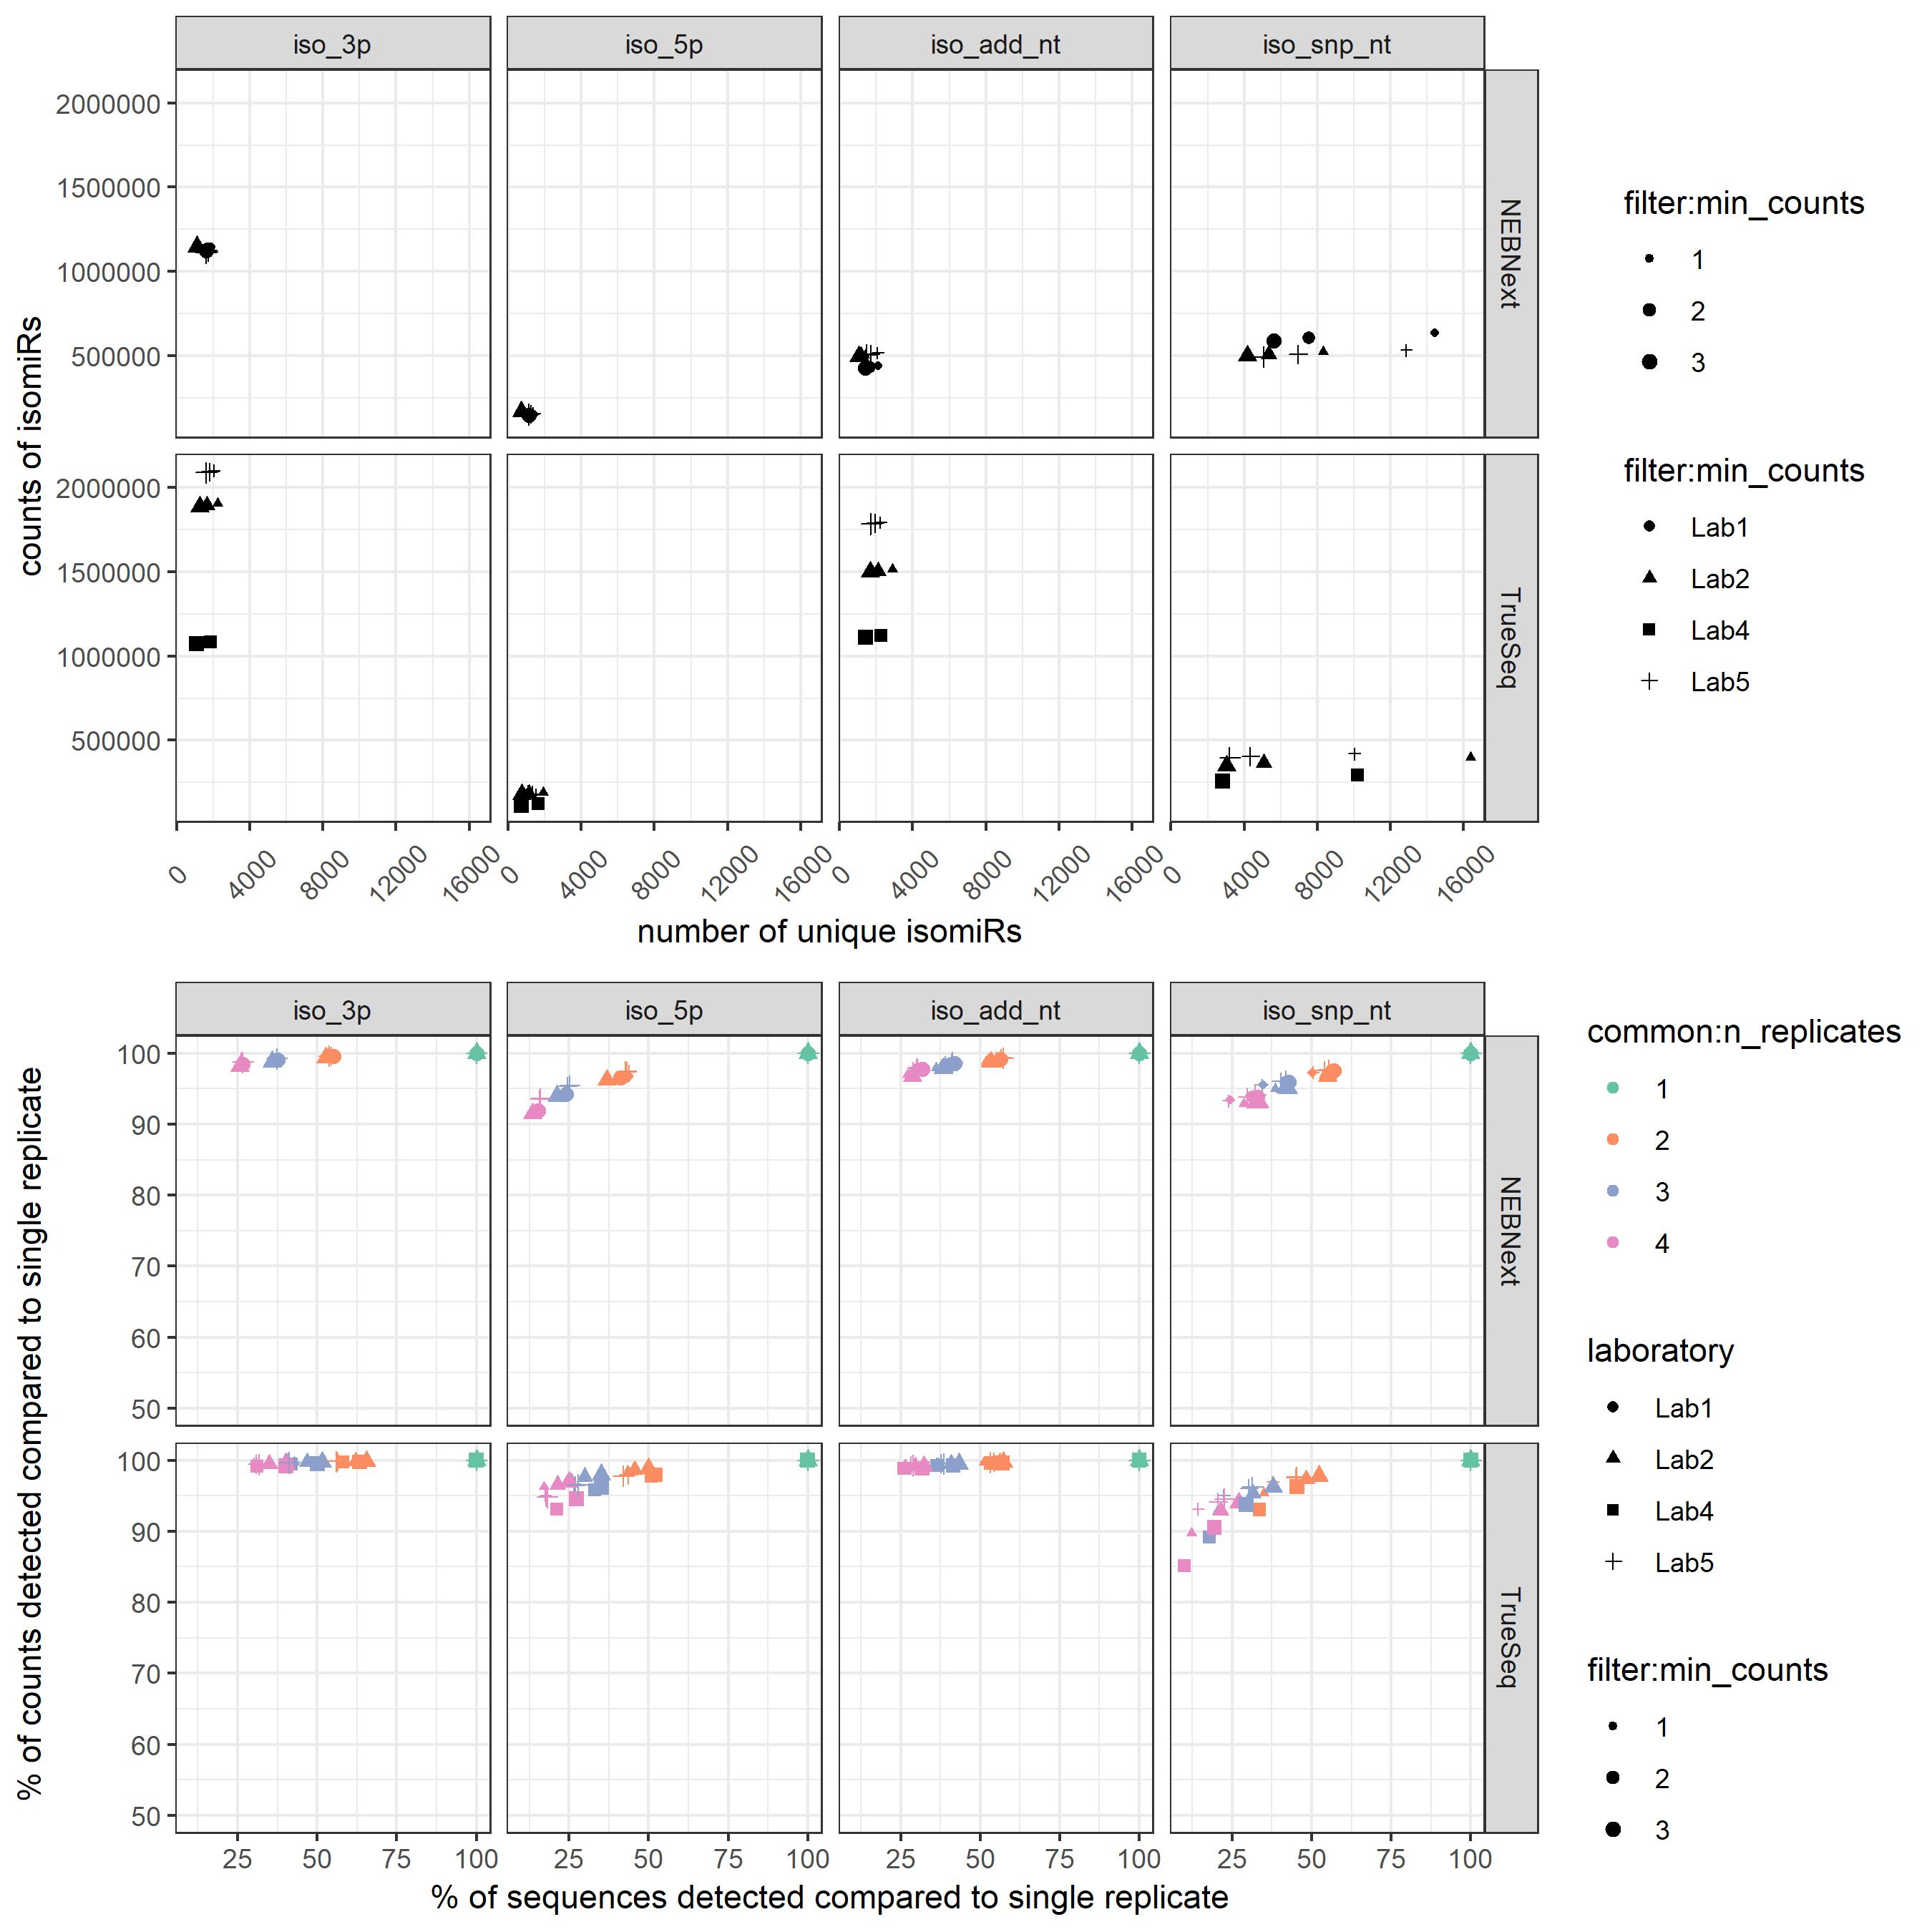 iso_3p iso_5p iso_add_nt iso_snp_nt
counts of isomiRs
2000000
1500000
1000000
500000
NEBNext
2000000
1500000
1000000
500000
TrueSeq
0 4000 8000 12000 16000 0 4000 8000 12000 16000 0 4000 8000 12000 16000 0 4000 8000 12000 16000
number of unique isomiRs
filter:min_counts
1
2
3
filter:min_counts
Lab1
Lab2
Lab4
Lab5
iso_3p iso_5p iso_add_nt iso_snp_nt
% of counts detected compared to single replicate
100
90
80
70
60
50
NEBNext
100
90
80
70
60
50
TrueSeq
25 50 75 100 25 50 75 100 25 50 75 100 25 50 75 100
% of sequences detected compared to single replicate
common:n_replicates
1
2
3
4
laboratory
Lab1
Lab2
Lab4
Lab5
filter:min_counts
1
2
3